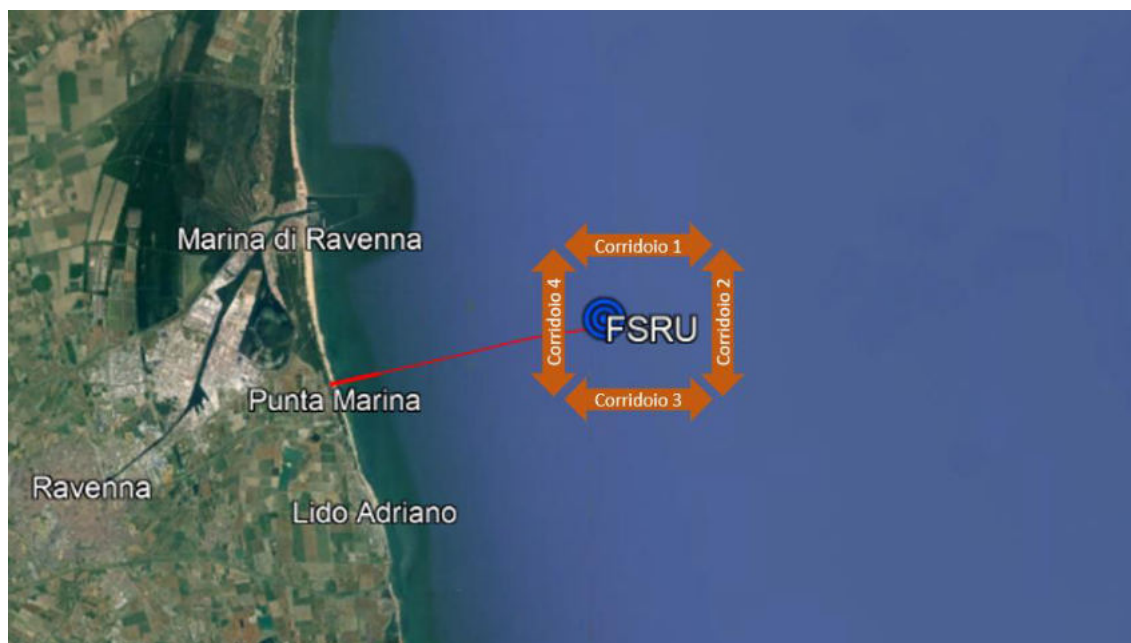 Marina di Ravenna
Corridoio 1
Corridoio 4
FSRU
Corridoio 2
Punta Marina
Corridoio 3
Ravenna
Lido Adriano